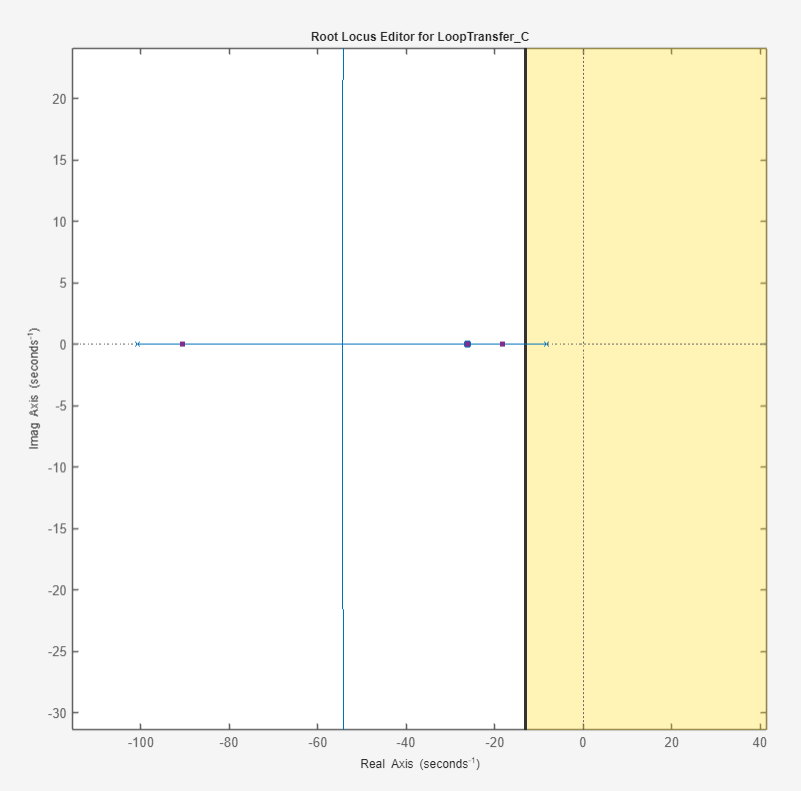 Root Locus Editor for LoopTransfer_C
20
15
10
5
0
-5
-10
-15
-20
-25
-30
Imag Axis (seconds⁻¹)
-100 -80 -60 -40 -20 0 20 40
Real Axis (seconds⁻¹)